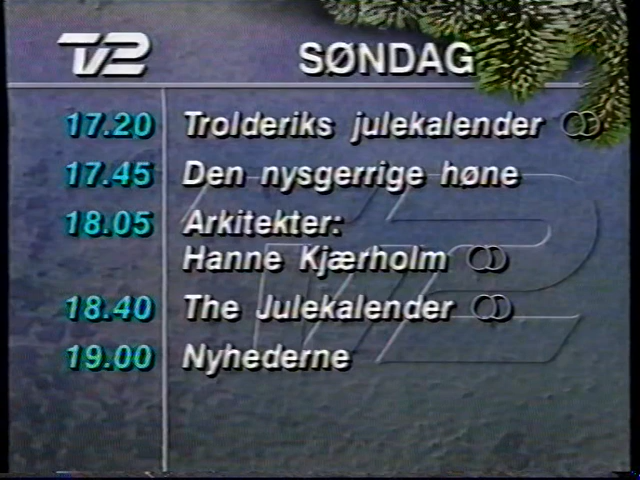 TV2 SØNDAG
17.20 Trolderiks julekalender
17.45 Den nysgerrige høne
18.05 Arkitekter:
Hanne Kjærholm
18.40 The Julekalender
19.00 Nyhederne